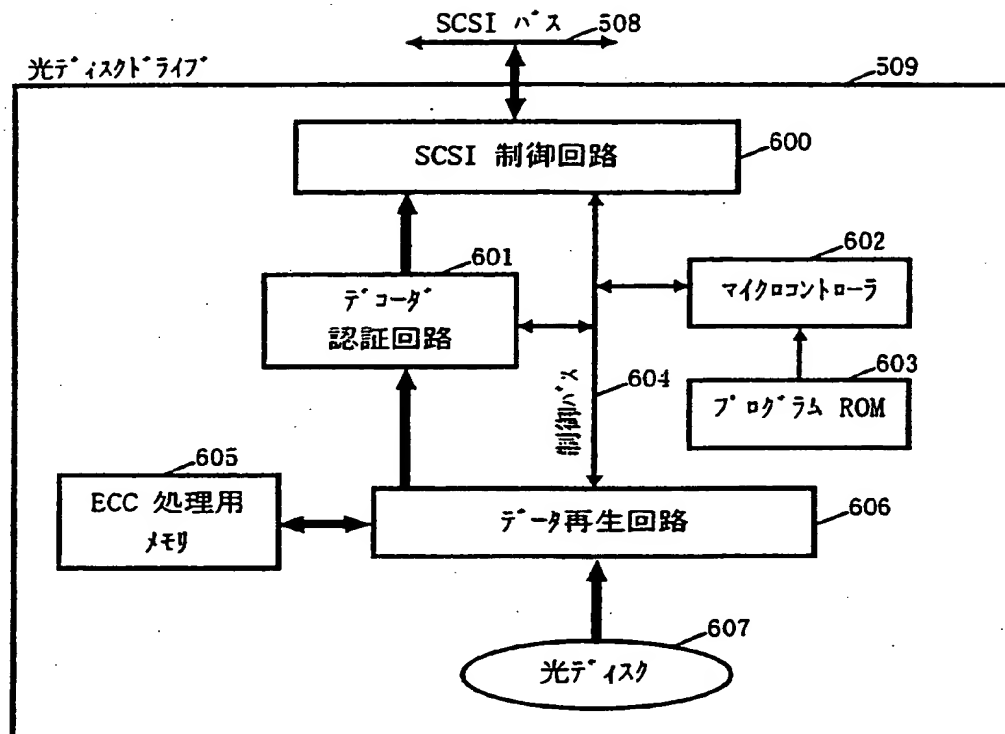 SCSI バス
508
光ディスクドライブ
509
SCSI 制御回路
600
601
デコーダ
認証回路
602
マイクロコントローラ
603
プログラム ROM
制御バス
604
605
ECC 処理用
メモリ
データ再生回路
606
607
光ディスク